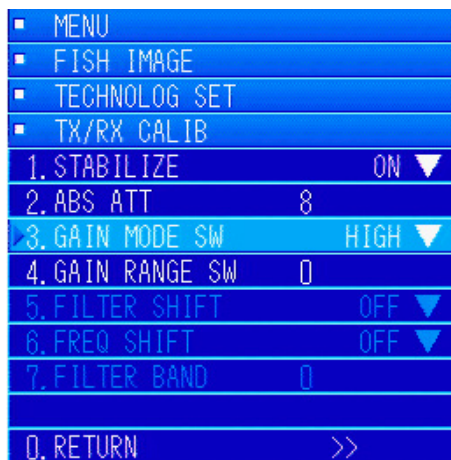 MENU
FISH IMAGE
TECHNOLOG SET
TX/RX CALIB
1. STABILIZE ON ▼
2. ABS ATT 8
3. GAIN MODE SW HIGH ▼
4. GAIN RANGE SW 0
5. FILTER SHIFT OFF ▼
6. FREQ SHIFT OFF ▼
7. FILTER BAND 0
0. RETURN >>